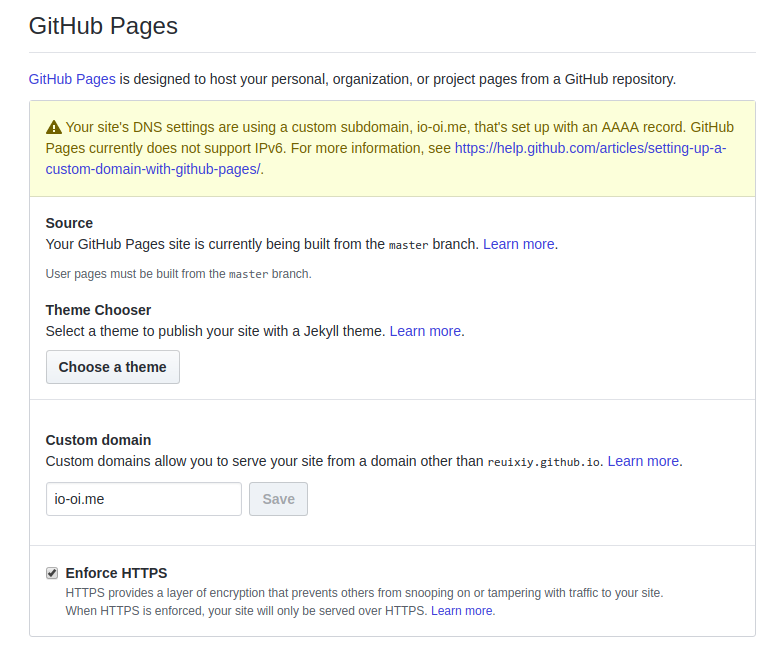 GitHub Pages
GitHub Pages is designed to host your personal, organization, or project pages from a GitHub repository.
Your site's DNS settings are using a custom subdomain, io-oi.me, that's set up with an AAAA record. GitHub
Pages currently does not support IPv6. For more information, see https://help.github.com/articles/setting-up-a-
custom-domain-with-github-pages/.
Source
Your GitHub Pages site is currently being built from the master branch. Learn more.
User pages must be built from the master branch.
Theme Chooser
Select a theme to publish your site with a Jekyll theme. Learn more.
Choose a theme
Custom domain
Custom domains allow you to serve your site from a domain other than reuixiy.github.io. Learn more.
io-oi.me
Save
Enforce HTTPS
HTTPS provides a layer of encryption that prevents others from snooping on or tampering with traffic to your site.
When HTTPS is enforced, your site will only be served over HTTPS. Learn more.